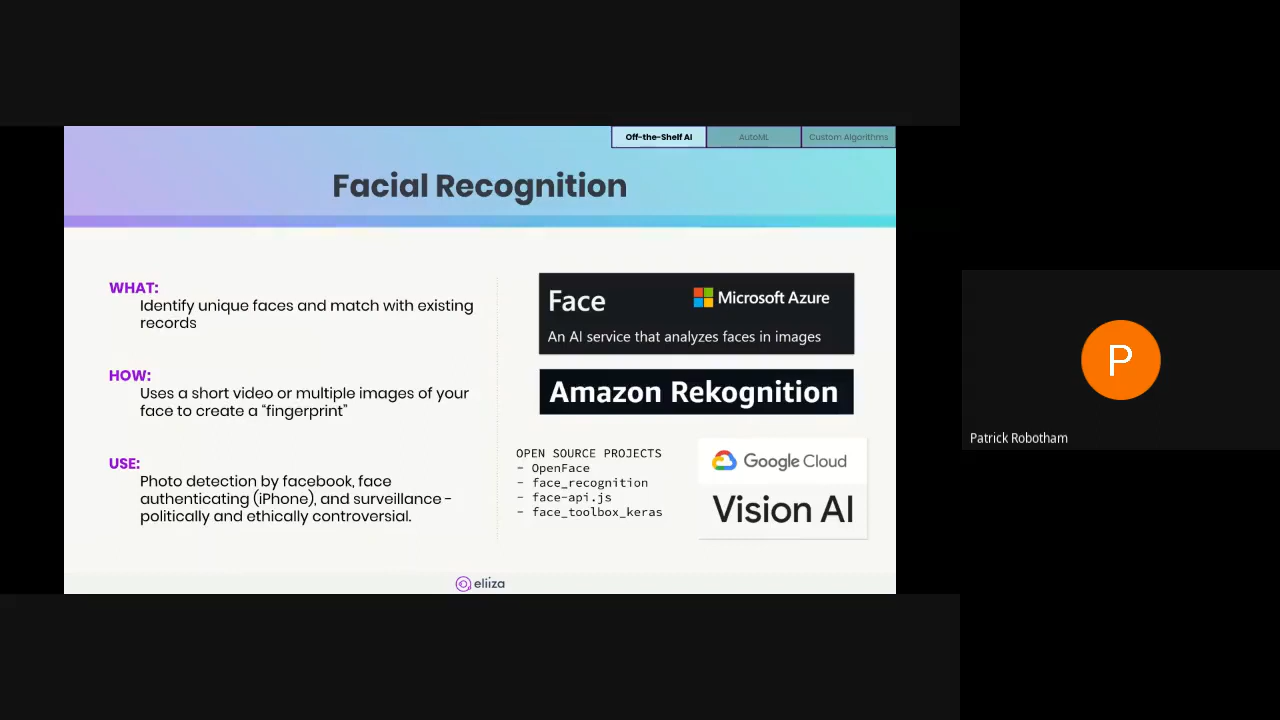 Off-the-Shelf AI
AutoML
Custom Algorithms
Facial Recognition
WHAT:
Identify unique faces and match with existing
records
HOW:
Uses a short video or multiple images of your
face to create a “fingerprint”
USE:
Photo detection by facebook, face
authenticating (iPhone), and surveillance -
politically and ethically controversial.
Face
Microsoft Azure
An AI service that analyzes faces in images
Amazon Rekognition
OPEN SOURCE PROJECTS
- OpenFace
- face_recognition
- face-api.js
- face_toolbox_keras
Google Cloud
Vision AI
eliiza
P
Patrick Robotham